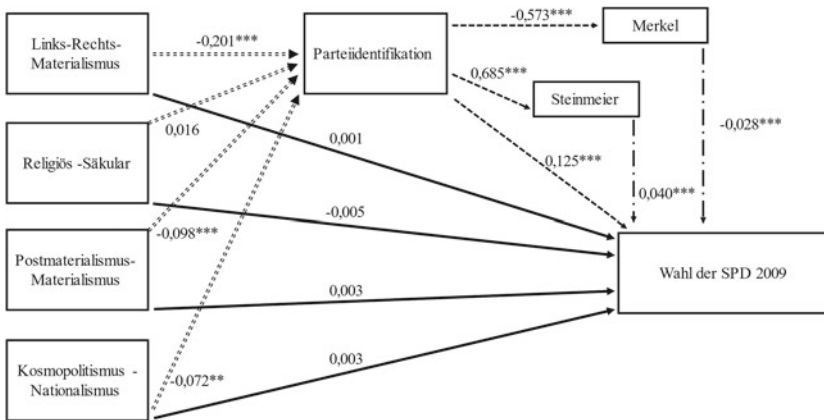 Links-Rechts-
Materialismus
-0,201***
Parteiidentifikation
-0,573***
Merkel
0,685***
Steinmeier
0,016
Religiös -Säkular
0,001
0,125***
-0,028***
0,040***
-0,005
-0,098***
Postmaterialismus-
Materialismus
0,003
Wahl der SPD 2009
Kosmopolitismus -
Nationalismus
-0,072**
0,003